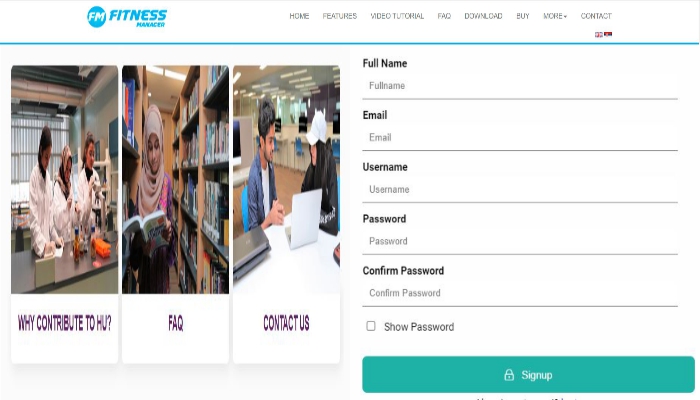 FM FITNESS
MANAGER
HOME FEATURES VIDEO TUTORIAL FAQ DOWNLOAD BUY MORE CONTACT
WHY CONTRIBUTE TO HU?
FAQ
CONTACT US
Full Name
Fullname
Email
Email
Username
Username
Password
Password
Confirm Password
Confirm Password
Show Password
Signup